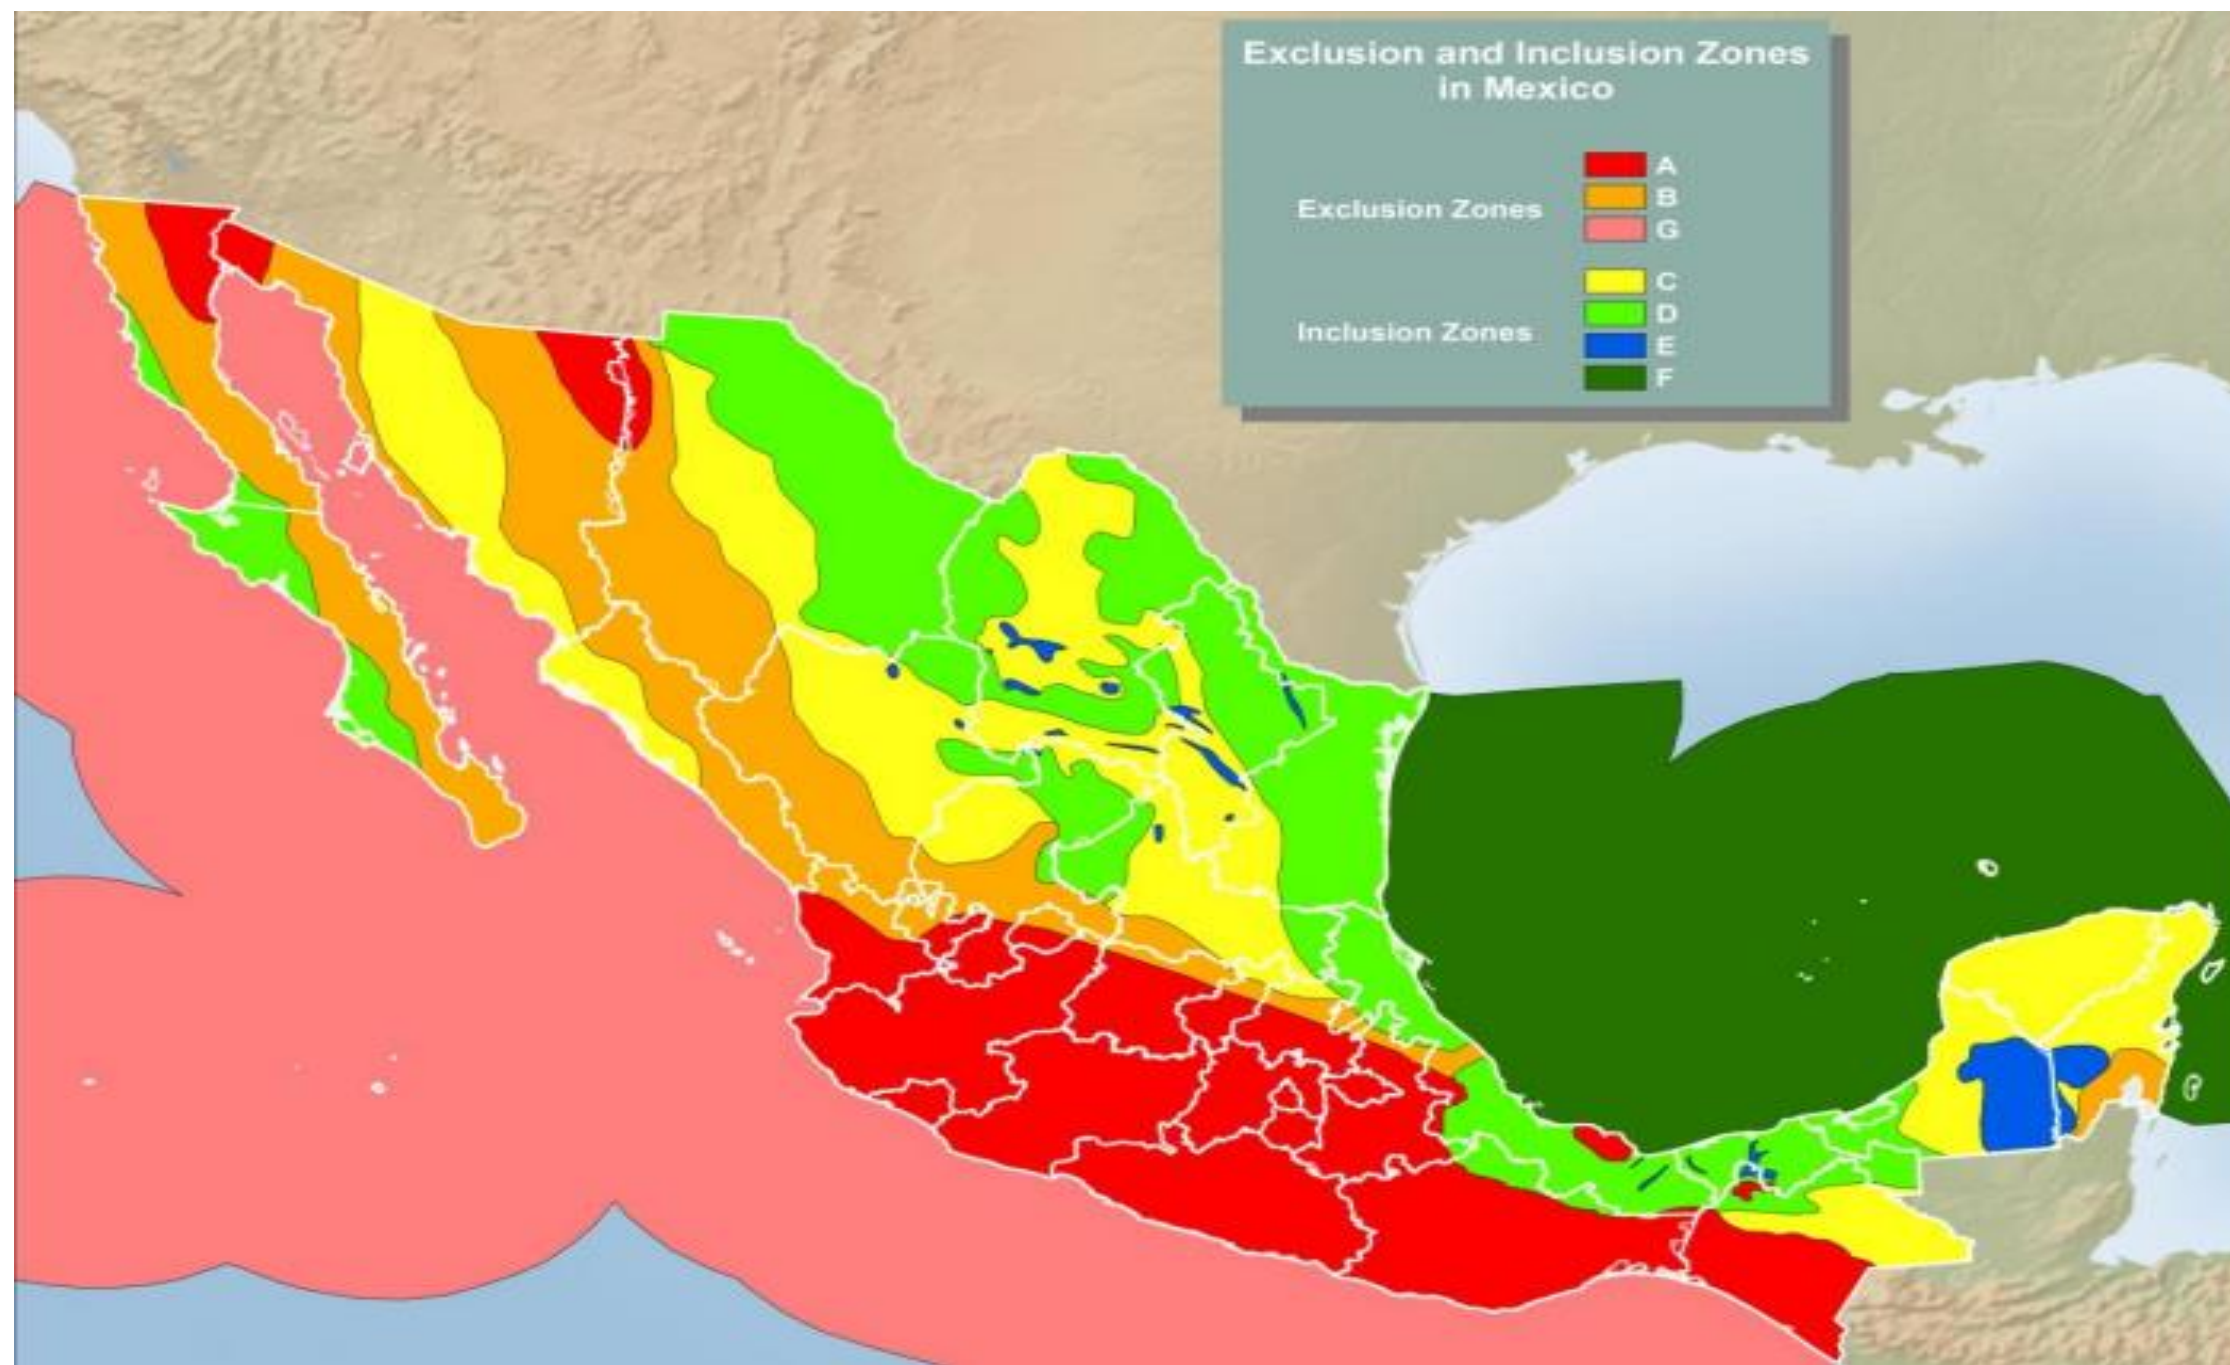 Exclusion and Inclusion Zones
in Mexico
Exclusion Zones
A
B
G
Inclusion Zones
C
D
E
F